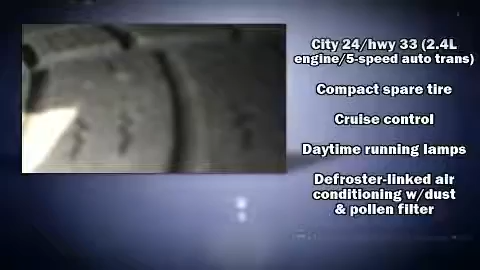 City 24/hwy 33 (2.4L
engine/5-speed auto trans)
Compact spare tire
Cruise control
Daytime running lamps
Defroster-linked air
conditioning w/dust
& pollen filter